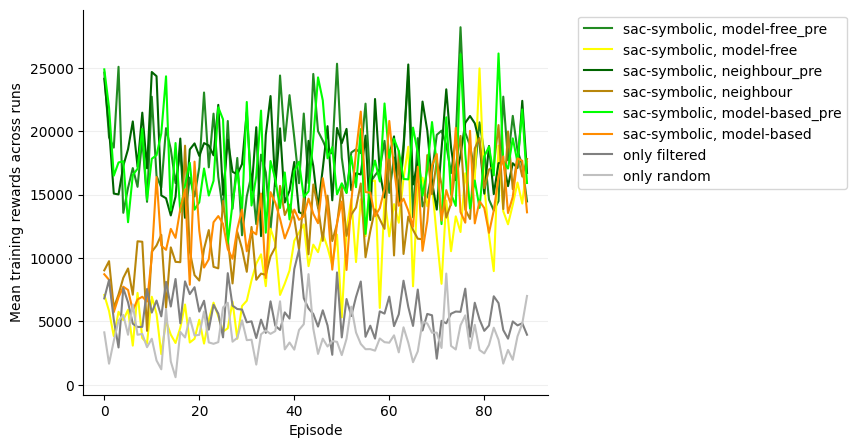 Mean training rewards across runs
25000
20000
15000
10000
5000
0
0 20 40 60 80
Episode
sac-symbolic, model-free_pre
sac-symbolic, model-free
sac-symbolic, neighbour_pre
sac-symbolic, neighbour
sac-symbolic, model-based_pre
sac-symbolic, model-based
only filtered
only random